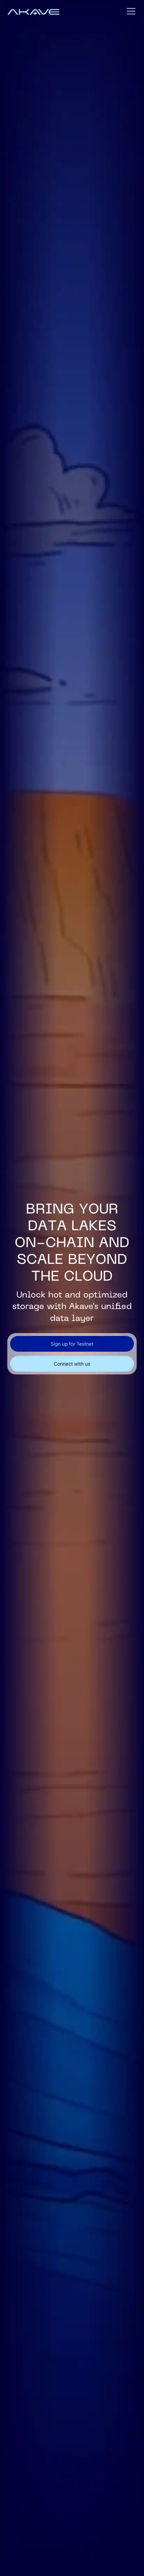 AKAVE
BRING YOUR
DATA LAKES
ON-CHAIN AND
SCALE BEYOND
THE CLOUD
Unlock hot and optimized
storage with Akave's unified
data layer
Sign up for Testnet
Connect with us